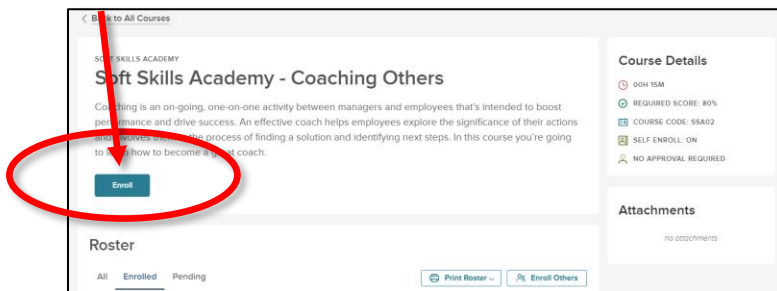 Back to All Courses
SOFT SKILLS ACADEMY
Soft Skills Academy - Coaching Others
Coaching is an on-going, one-on-one activity between managers and employees that's intended to boost
performance and drive success. An effective coach helps employees explore the significance of their actions
and involves them in the process of finding a solution and identifying next steps. In this course you're going
to learn how to become a great coach.
Enroll
Roster
All Enrolled Pending
Print Roster
Enroll Others
Course Details
00H 15M
REQUIRED SCORE: 80%
COURSE CODE: SSA02
SELF ENROLL: ON
NO APPROVAL REQUIRED
Attachments
no attachments